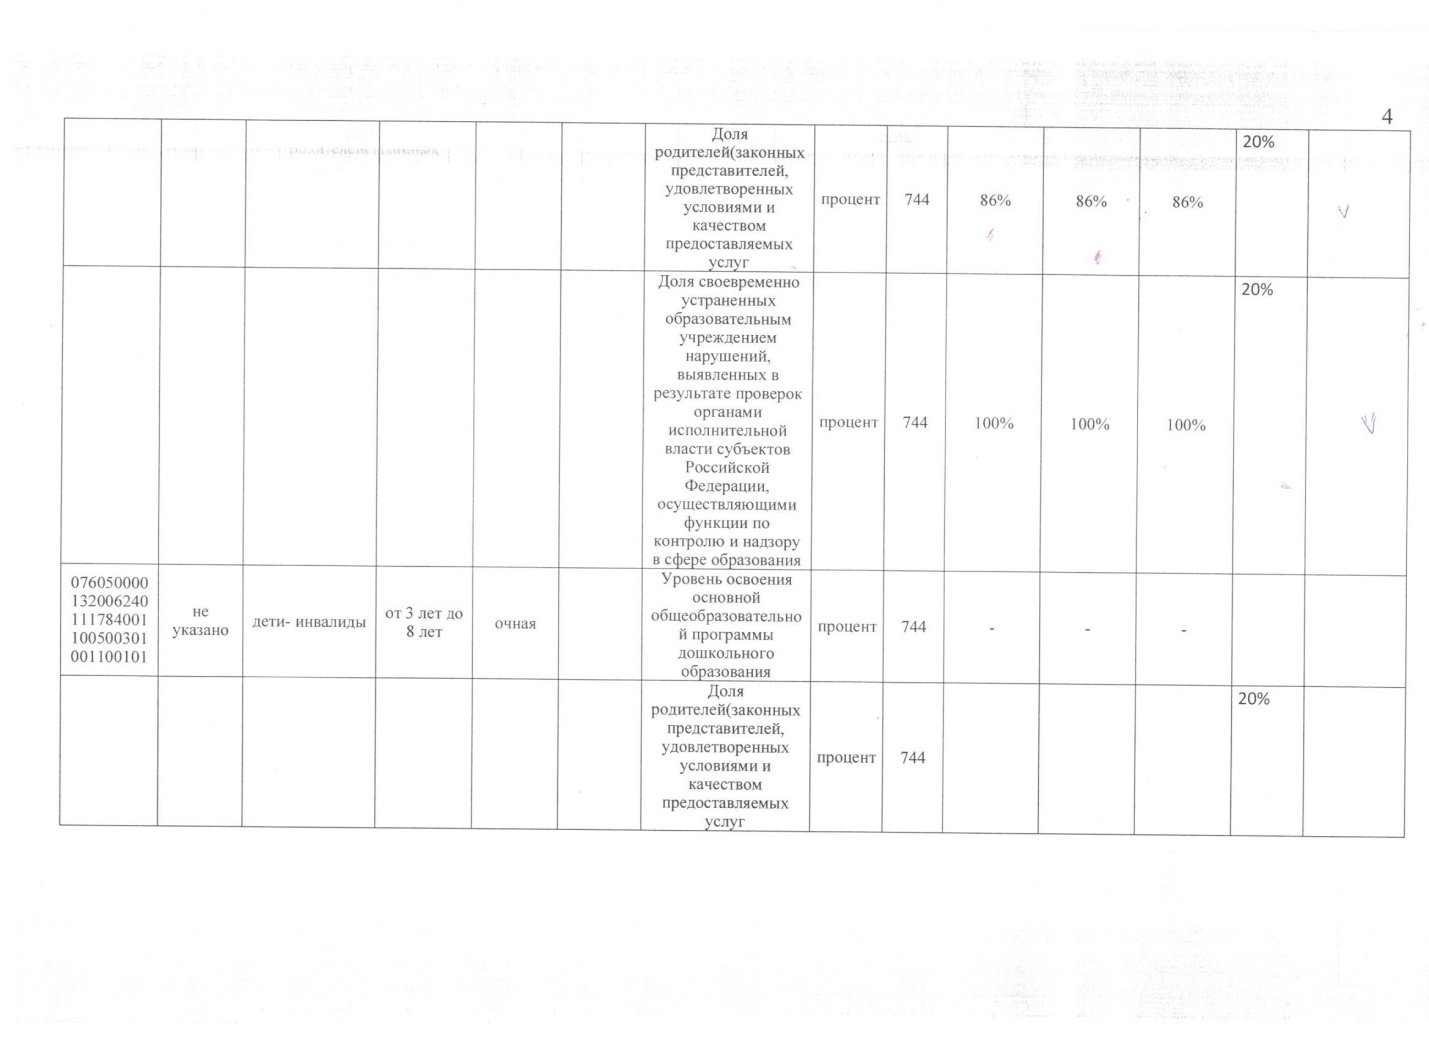 4
Доля
родителей(законных
представителей,
удовлетворенных
условиями и
качеством
предоставляемых
услуг
процент
744
86%
86%
86%
20%
Доля своевременно
устраненных
образовательным
учреждением
нарушений,
выявленных в
результате проверок
органами
исполнительной
власти субъектов
Российской
Федерации,
осуществляющими
функции по
контролю и надзору
в сфере образования
процент
744
100%
100%
100%
20%
076050000
132006240
111784001
100500301
001100101
не
указано
дети- инвалиды
от 3 лет до
8 лет
очная
Уровень освоения
основной
общеобразовательно
й программы
дошкольного
образования
процент
744
-
-
-
Доля
родителей(законных
представителей,
удовлетворенных
условиями и
качеством
предоставляемых
услуг
процент
744
20%